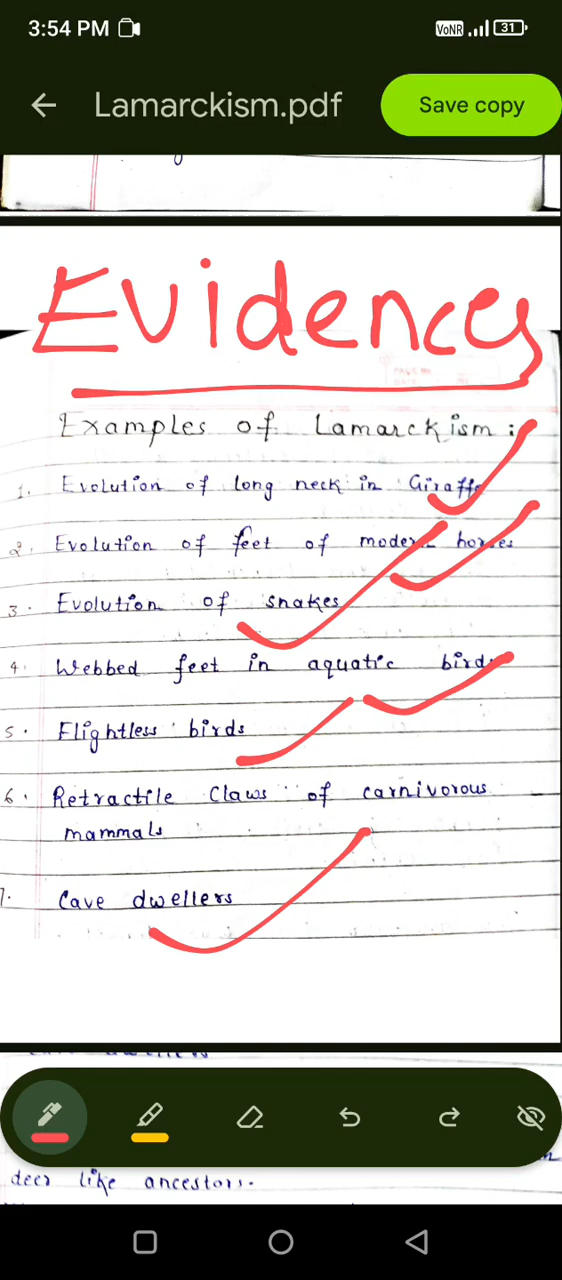 3:54 PM
VoNR 31
Lamarckism.pdf
Save copy
Evidences
Examples of Lamarckism:
1. Evolution of long neck in Giraffe
2. Evolution of feet of modern horses
3. Evolution of snakes
4. Webbed feet in aquatic birds
5. Flightless birds
6. Retractile Claws of carnivorous
mammals
7. Cave dwellers
deer like ancestors.